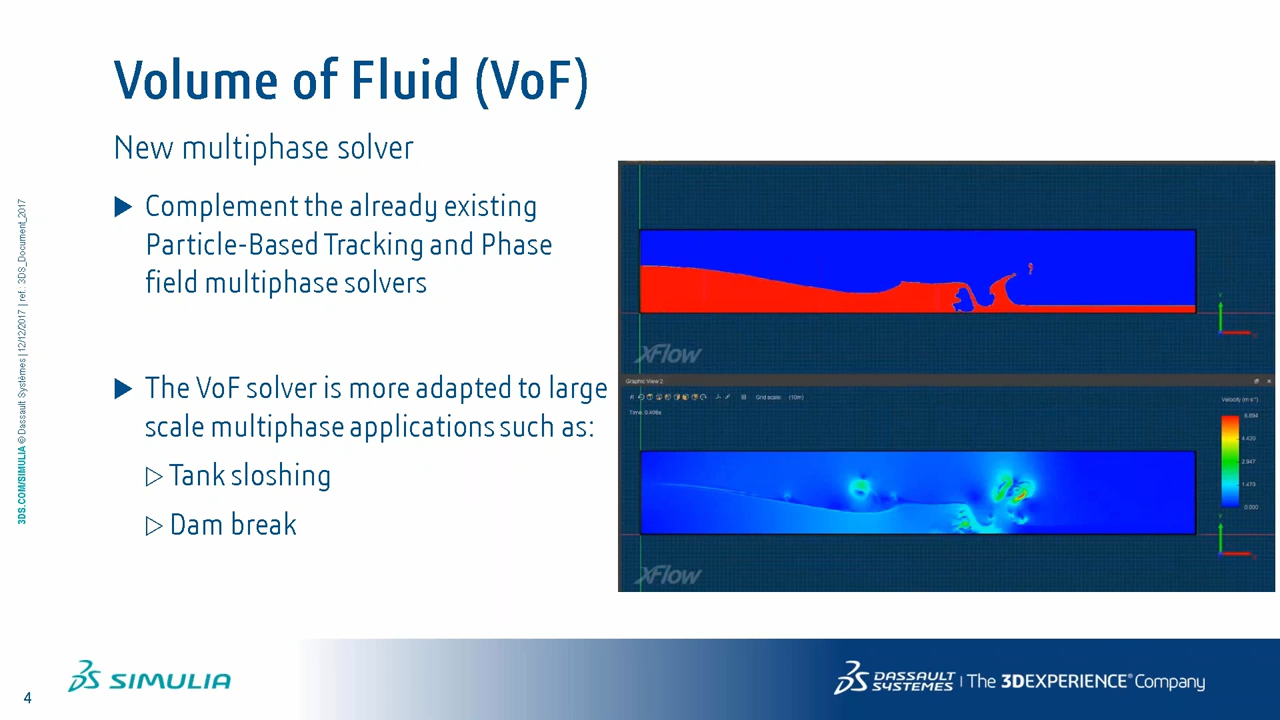 Volume of Fluid (VoF)
New multiphase solver
Complement the already existing
Particle-Based Tracking and Phase
field multiphase solvers
The VoF solver is more adapted to large
scale multiphase applications such as:
Tank sloshing
Dam break
3DS.COM/SIMULIA © Dassault Systèmes | 12/12/2017 | ref.: 3DS_Document_2017
XFlow
Graphic View 2
Grid scale: (10m)
Velocity (m·s⁻¹)
4.420
2.947
1.473
0.000
XFlow
4
SIMULIA
DASSAULT
SYSTEMES
The 3DEXPERIENCE® Company